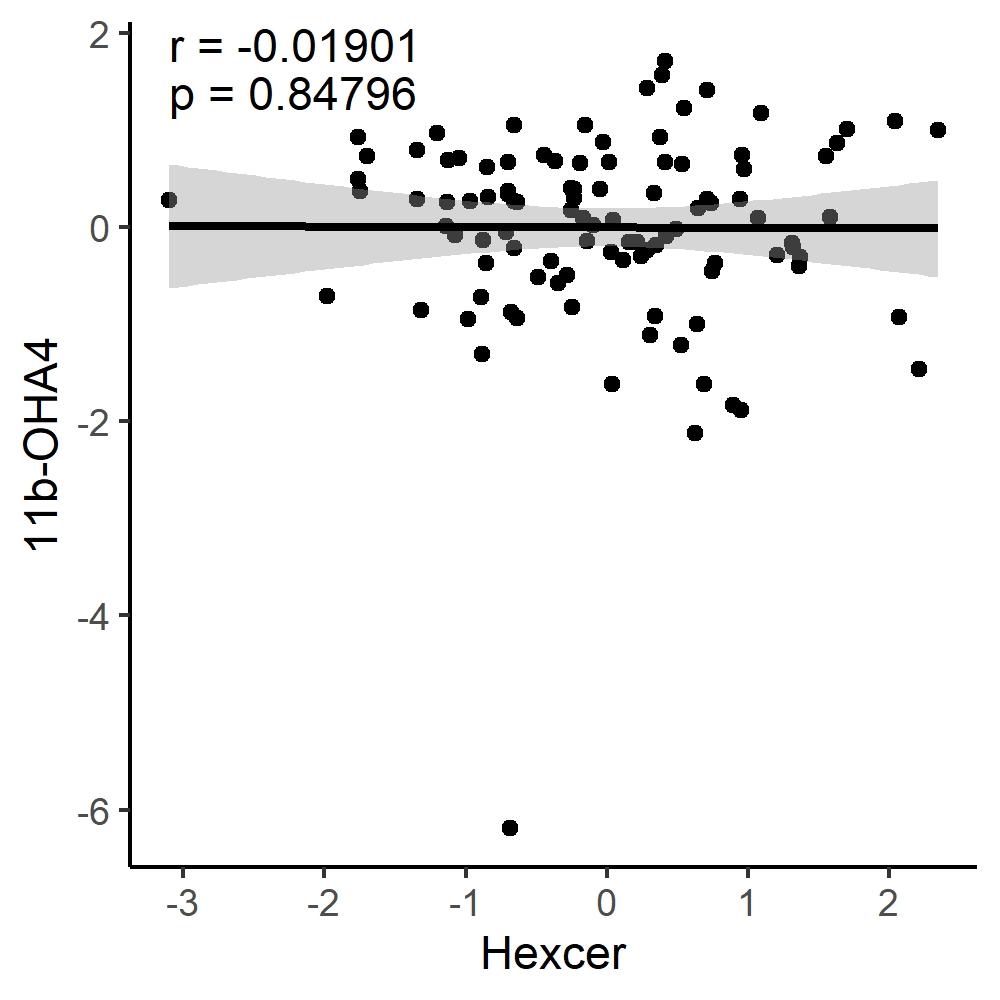 r = -0.01901
p = 0.84796
2
0
-2
-4
-6
11b-OHA4
-3 -2 -1 0 1 2
Hexcer